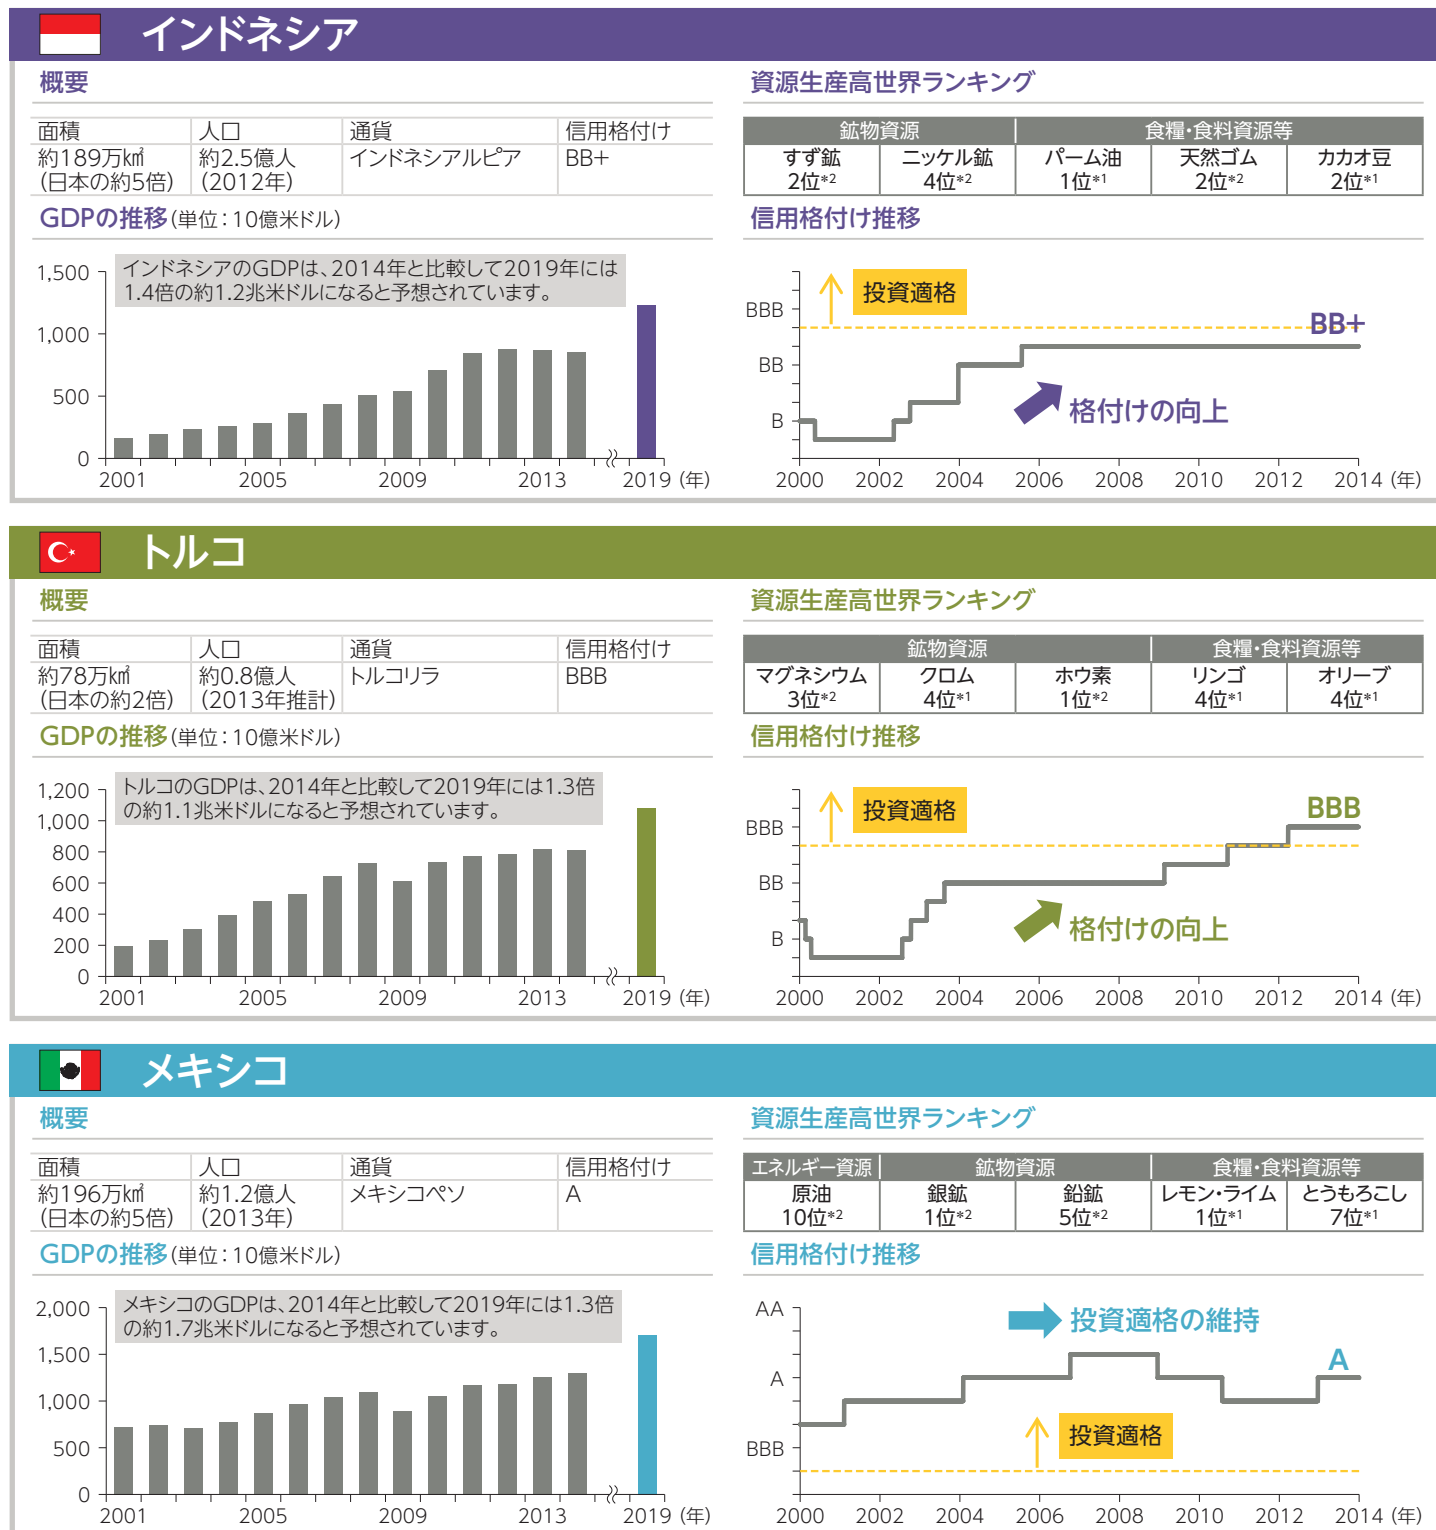 インドネシア
概要
面積 人口 通貨 信用格付け
約189万㎢ 約2.5億人 インドネシアルピア BB+
(日本の約5倍) (2012年)
GDPの推移(単位：10億米ドル)
インドネシアのGDPは、2014年と比較して2019年には
1.4倍の約1.2兆米ドルになると予想されています。
1,500
1,000
500
0
2001 2005 2009 2013 2019 (年)
資源生産高世界ランキング
鉱物資源 食糧・食料資源等
すず鉱 ニッケル鉱 パーム油 天然ゴム カカオ豆
2位*2 4位*2 1位*1 2位*2 2位*1
信用格付け推移
投資適格
BBB
BB+
BB
格付けの向上
B
2000 2002 2004 2006 2008 2010 2012 2014 (年)
トルコ
概要
面積 人口 通貨 信用格付け
約78万㎢ 約0.8億人 トルコリラ BBB
(日本の約2倍) (2013年推計)
GDPの推移(単位：10億米ドル)
トルコのGDPは、2014年と比較して2019年には1.3倍
の約1.1兆米ドルになると予想されています。
1,200
1,000
800
600
400
200
0
2001 2005 2009 2013 2019 (年)
資源生産高世界ランキング
鉱物資源 食糧・食料資源等
マグネシウム クロム ホウ素 リンゴ オリーブ
3位*2 4位*1 1位*2 4位*1 4位*1
信用格付け推移
投資適格
BBB
BBB
BB
格付けの向上
B
2000 2002 2004 2006 2008 2010 2012 2014 (年)
メキシコ
概要
面積 人口 通貨 信用格付け
約196万㎢ 約1.2億人 メキシコペソ A
(日本の約5倍) (2013年)
GDPの推移(単位：10億米ドル)
メキシコのGDPは、2014年と比較して2019年には1.3倍
の約1.7兆米ドルになると予想されています。
2,000
1,500
1,000
500
0
2001 2005 2009 2013 2019 (年)
資源生産高世界ランキング
エネルギー資源 鉱物資源 食糧・食料資源等
原油 銀鉱 鉛鉱 レモン・ライム とうもろこし
10位*2 1位*2 5位*2 1位*1 7位*1
信用格付け推移
AA
投資適格の維持
A
A
投資適格
BBB
2000 2002 2004 2006 2008 2010 2012 2014 (年)